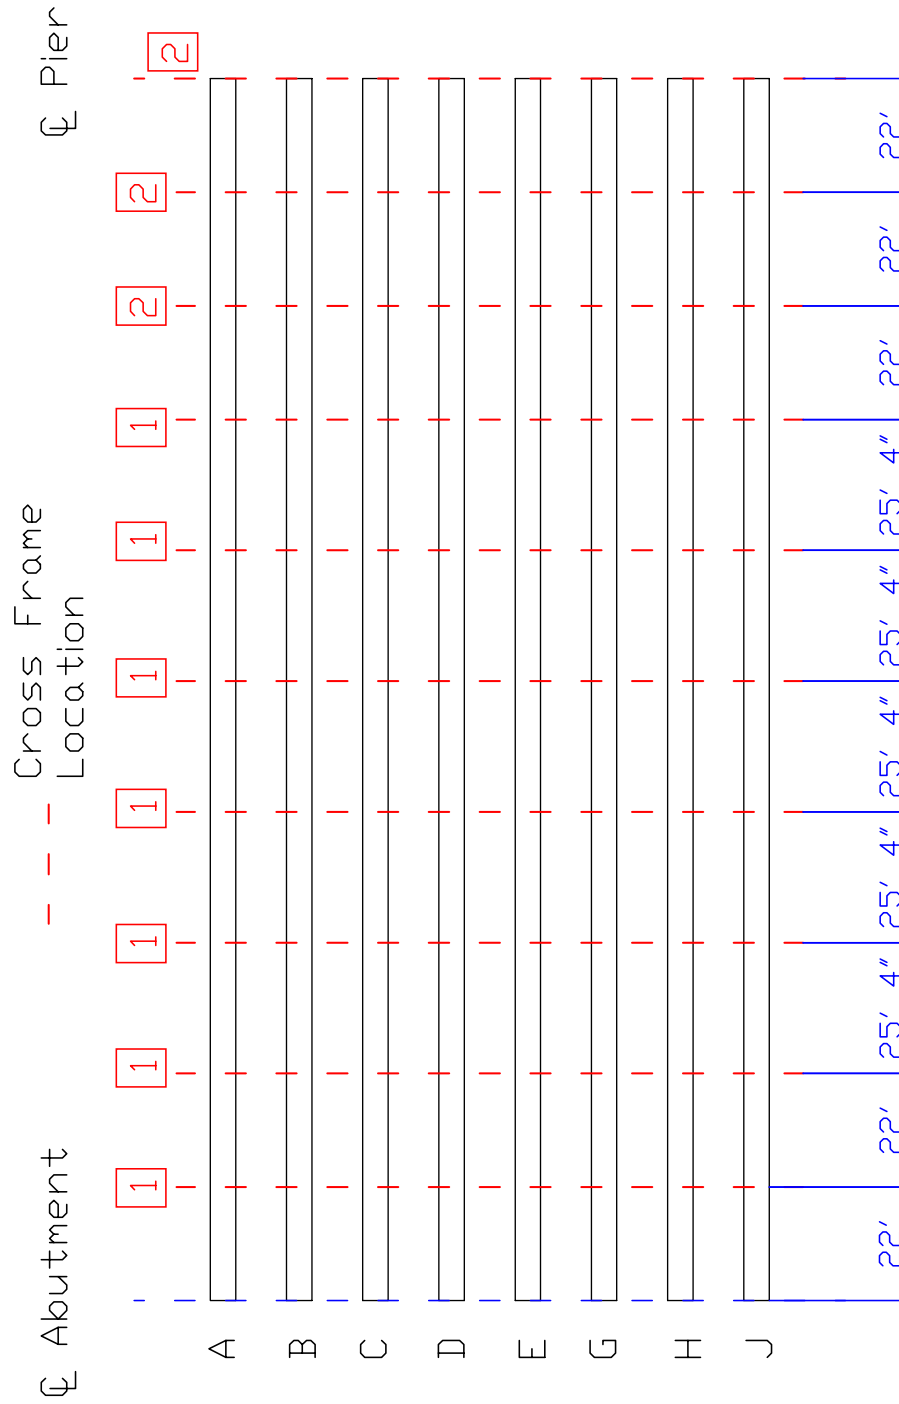 ℄ Abutment
Cross Frame
Location
℄ Pier
1
1
1
1
1
1
1
2
2
2
A
B
C
D
E
G
H
J
22'
22'
25' 4"
25' 4"
25' 4"
25' 4"
25' 4"
22'
22'
22'